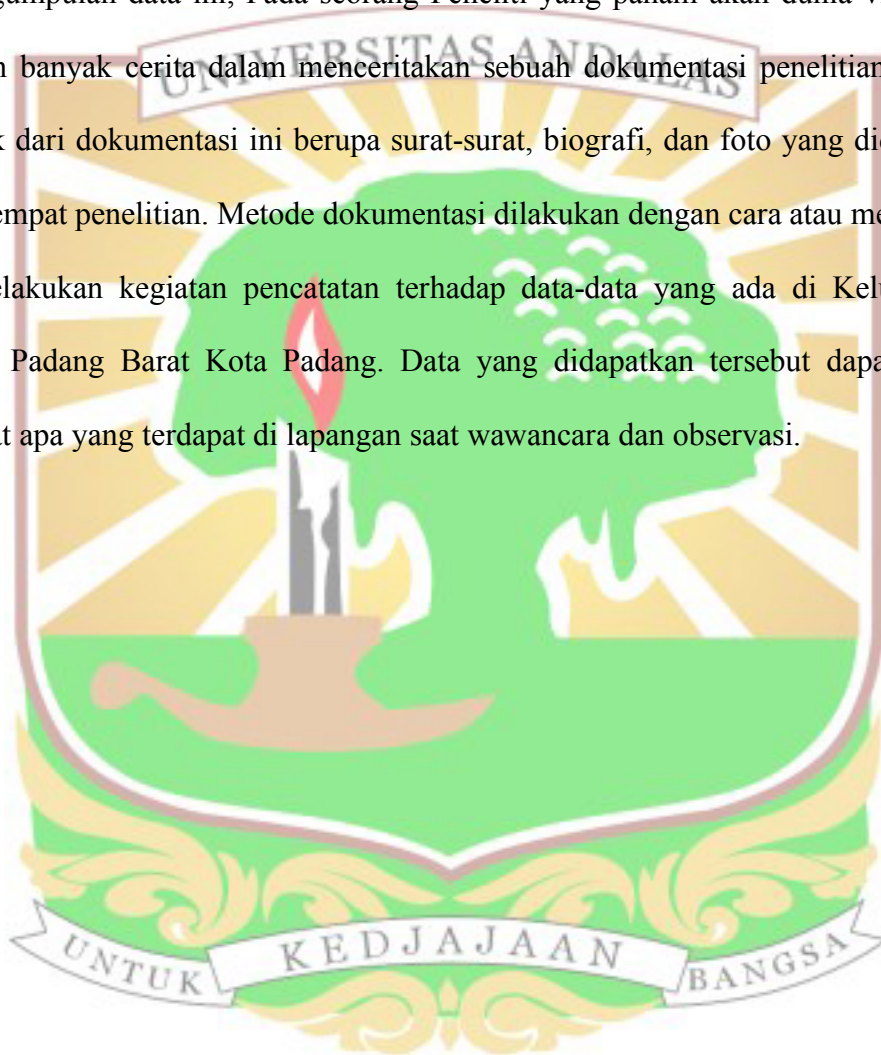 gumpulan data ini, Pada seorang Peneliti yang paham akan dunia
UNIVERSITAS ANDALAS
banyak cerita dalam menceritakan sebuah dokumentasi penelitian
k dari dokumentasi ini berupa surat-surat, biografi, dan foto yang
empat penelitian. Metode dokumentasi dilakukan dengan cara atau me
elakukan kegiatan pencatatan terhadap data-data yang ada di Kel
Padang Barat Kota Padang. Data yang didapatkan tersebut dapa
at apa yang terdapat di lapangan saat wawancara dan observasi.
UNTUK KEDJAJAAN BANGSA